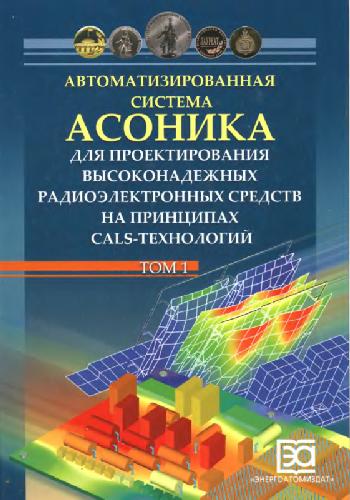 АВТОМАТИЗИРОВАННАЯ
СИСТЕМА
АСОНИКА
ДЛЯ ПРОЕКТИРОВАНИЯ
ВЫСОКОНАДЕЖНЫХ
РАДИОЭЛЕКТРОННЫХ СРЕДСТВ
НА ПРИНЦИПАХ
CALS-ТЕХНОЛОГИЙ
ТОМ 1
«ЭНЕРГОАТОМИЗДАТ»